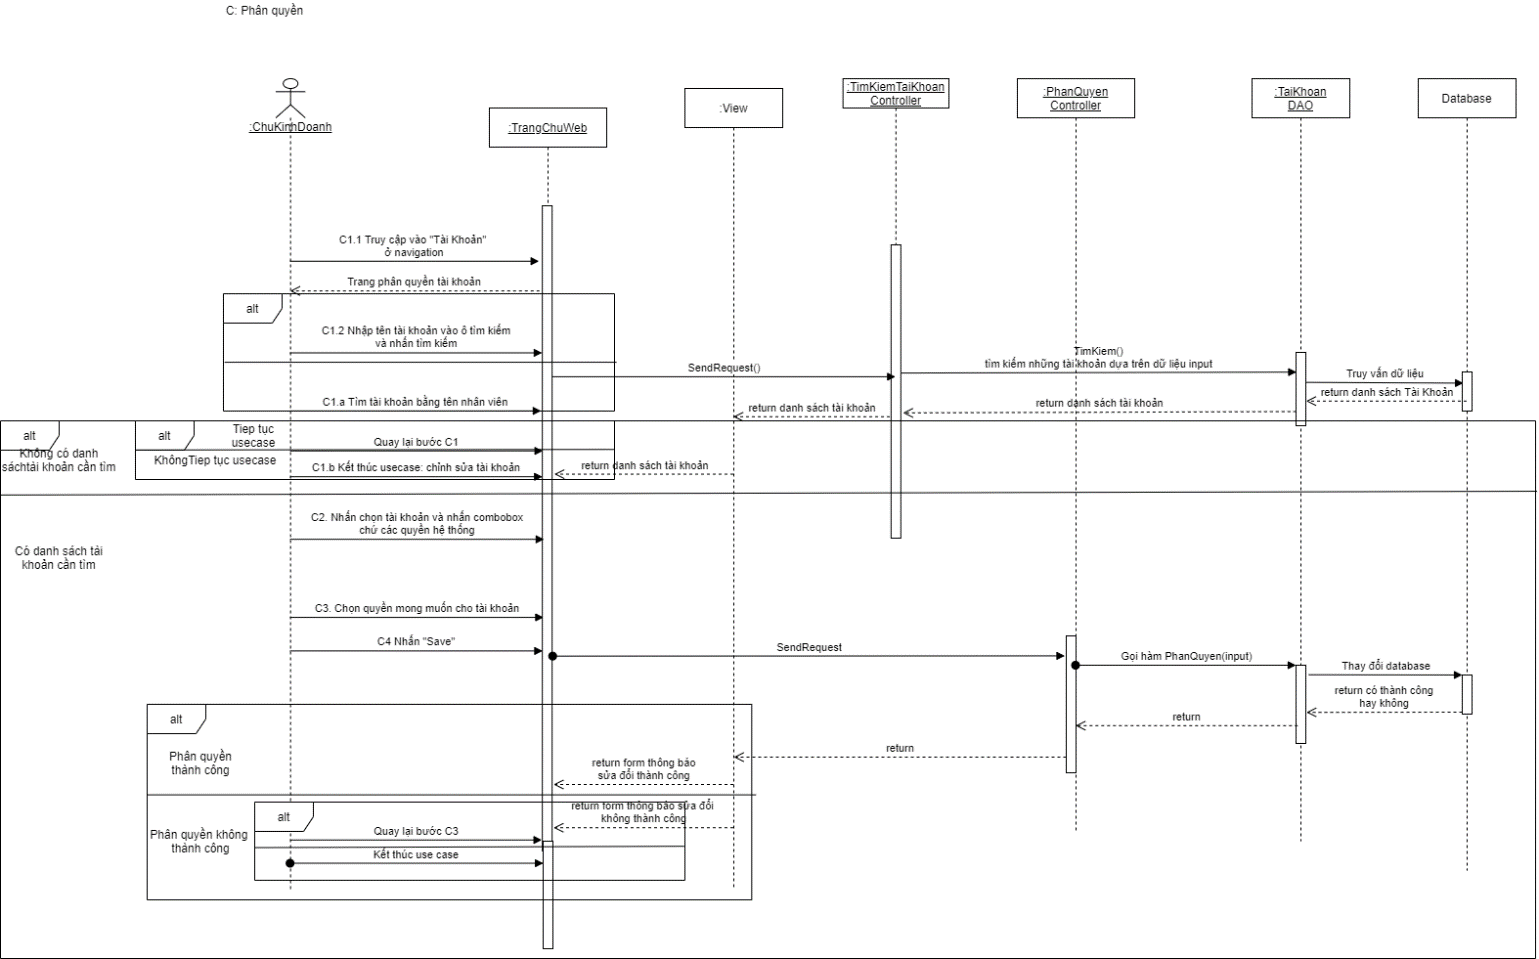 C: Phân quyền
:ChuKinhDoanh
:TrangChuWeb
:View
:TimKiemTaiKhoan
Controller
:PhanQuyen
Controller
:TaiKhoan
DAO
Database
C1.1 Truy cập vào "Tài Khoản"
ở navigation
Trang phân quyền tài khoản
alt
C1.2 Nhập tên tài khoản vào ô tìm kiếm
và nhấn tìm kiếm
TimKiem()
tìm kiếm những tài khoản dựa trên dữ liệu input
SendRequest()
Truy vấn dữ liệu
return danh sách Tài Khoản
C1.a Tìm tài khoản bằng tên nhân viên
return danh sách tài khoản
return danh sách tài khoản
alt
alt
Tiep tục
usecase
Quay lại bước C1
Không có danh
sáchtài khoản cần tìm
KhôngTiep tục usecase
C1.b Kết thúc usecase: chỉnh sửa tài khoản
return danh sách tài khoản
C2. Nhấn chọn tài khoản và nhấn combobox
chứ các quyền hệ thống
Có danh sách tài
khoản cần tìm
C3. Chọn quyền mong muốn cho tài khoản
C4 Nhấn "Save"
SendRequest
Gọi hàm PhanQuyen(input)
Thay đổi database
return có thành công
hay không
return
alt
return
Phân quyền
thành công
return form thông báo
sửa đổi thành công
return form thông báo sửa đổi
không thành công
alt
Phân quyền không
thành công
Quay lại bước C3
Kết thúc use case